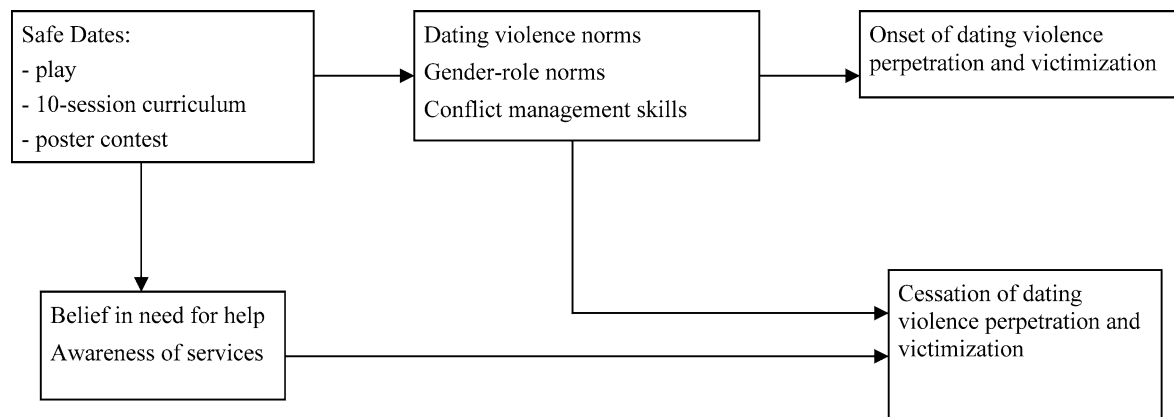 Safe Dates:
- play
- 10-session curriculum
- poster contest
Dating violence norms
Gender-role norms
Conflict management skills
Onset of dating violence
perpetration and victimization
Belief in need for help
Awareness of services
Cessation of dating
violence perpetration and
victimization